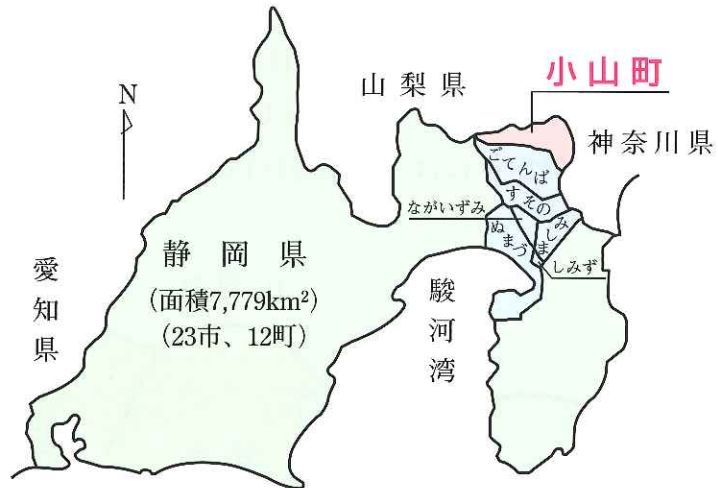 小山町
山梨県
N
神奈川県
ごてんば
すその
ながいずみ
みしま
ぬまづ
しみず
静岡県
(面積7,779km²)
(23市、12町)
愛知県
駿河湾